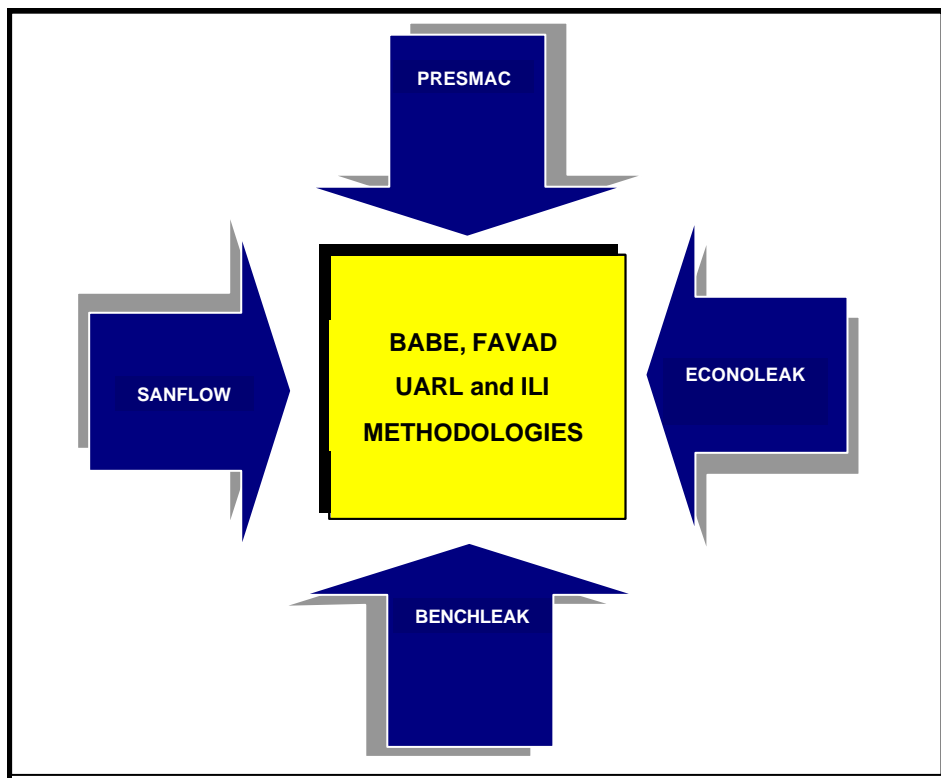 PRESMAC
SANFLOW
BABE, FAVAD
UARL and ILI
METHODOLOGIES
ECONOLEAK
BENCHLEAK